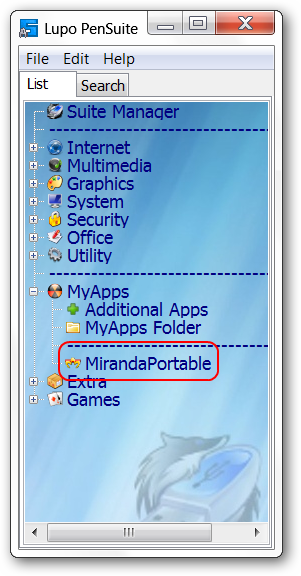 Lupo PenSuite
File Edit Help
List Search
Suite Manager
Internet
Multimedia
Graphics
System
Security
Office
Utility
MyApps
Additional Apps
MyApps Folder
MirandaPortable
Extra
Games